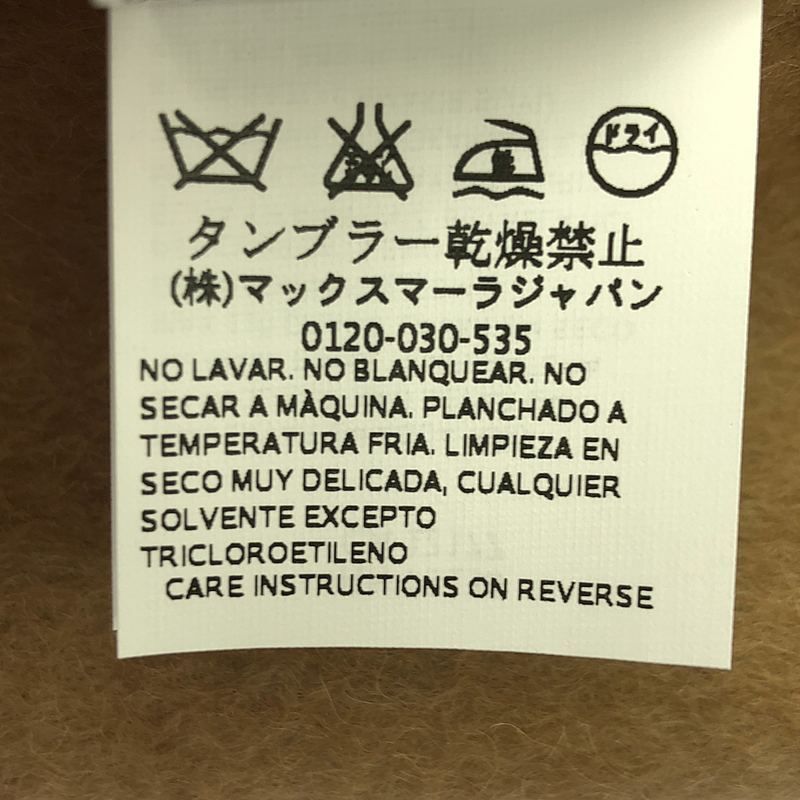 ドライ
タンブラー乾燥禁止
(株)マックスマーラジャパン
0120-030-535
NO LAVAR. NO BLANQUEAR. NO
SECAR A MÀQUINA. PLANCHADO A
TEMPERATURA FRIA. LIMPIEZA EN
SECO MUY DELICADA, CUALQUIER
SOLVENTE EXCEPTO
TRICLOROETILENO
CARE INSTRUCTIONS ON REVERSE